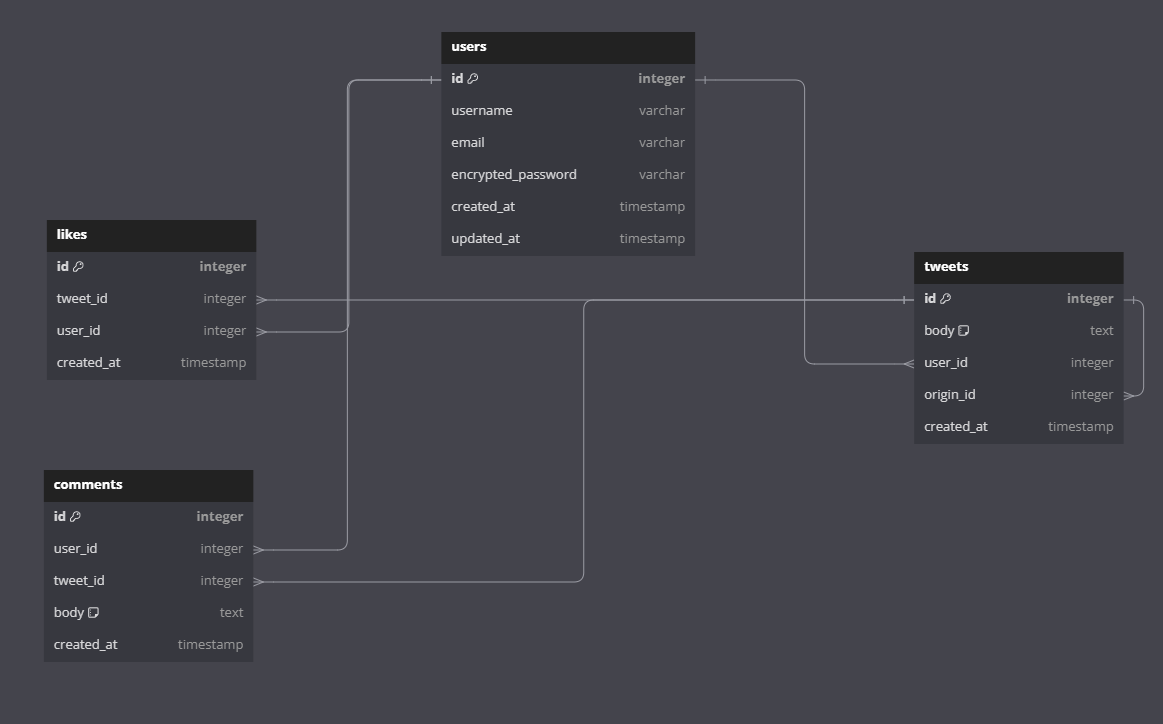 users
id integer
username varchar
email varchar
encrypted_password varchar
created_at timestamp
updated_at timestamp
likes
id integer
tweet_id integer
user_id integer
created_at timestamp
tweets
id integer
body text
user_id integer
origin_id integer
created_at timestamp
comments
id integer
user_id integer
tweet_id integer
body text
created_at timestamp